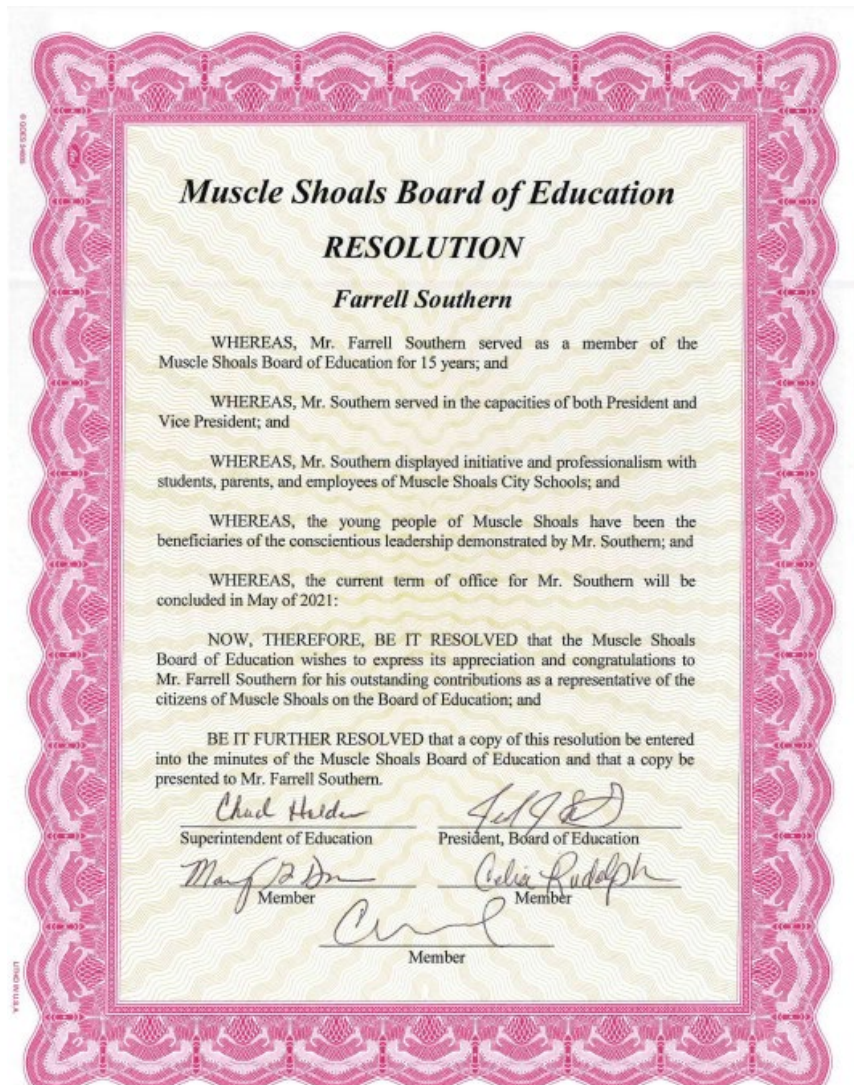 Muscle Shoals Board of Education
RESOLUTION
Farrell Southern
WHEREAS, Mr. Farrell Southern served as a member of the
Muscle Shoals Board of Education for 15 years; and
WHEREAS, Mr. Southern served in the capacities of both President and
Vice President; and
WHEREAS, Mr. Southern displayed initiative and professionalism with
students, parents, and employees of Muscle Shoals City Schools; and
WHEREAS, the young people of Muscle Shoals have been the
beneficiaries of the conscientious leadership demonstrated by Mr. Southern; and
WHEREAS, the current term of office for Mr. Southern will be
concluded in May of 2021:
NOW, THEREFORE, BE IT RESOLVED that the Muscle Shoals
Board of Education wishes to express its appreciation and congratulations to
Mr. Farrell Southern for his outstanding contributions as a representative of the
citizens of Muscle Shoals on the Board of Education; and
BE IT FURTHER RESOLVED that a copy of this resolution be entered
into the minutes of the Muscle Shoals Board of Education and that a copy be
presented to Mr. Farrell Southern.
Chad Holden
Superintendent of Education
President, Board of Education
Celia Rudolph
Member
Member
Member
© GOES
LITHO IN U.S.A.